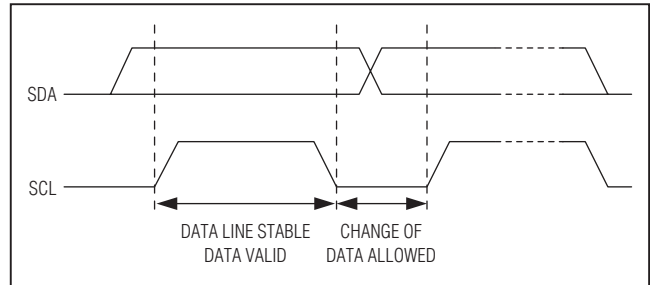 SDA
SCL
DATA LINE STABLE
DATA VALID
CHANGE OF
DATA ALLOWED